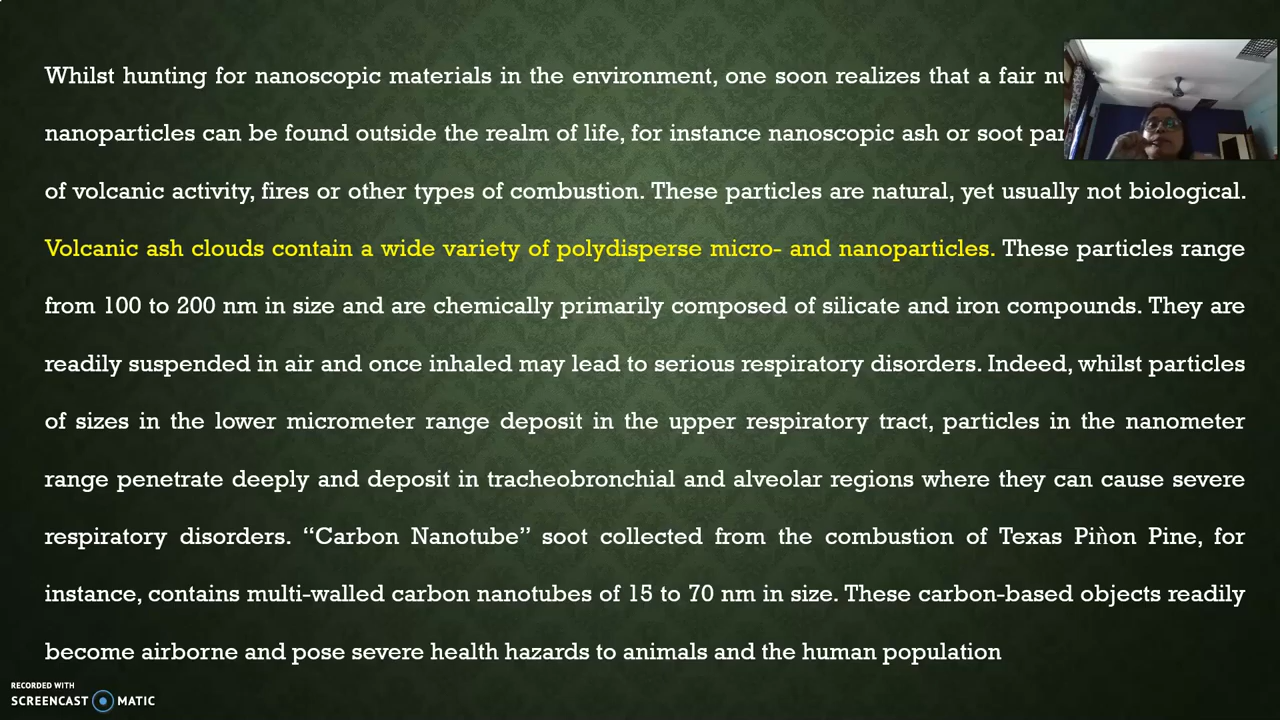 Whilst hunting for nanoscopic materials in the environment, one soon realizes that a fair
nanoparticles can be found outside the realm of life, for instance nanoscopic ash or soot
of volcanic activity, fires or other types of combustion. These particles are natural, yet usually not biological.
Volcanic ash clouds contain a wide variety of polydisperse micro- and nanoparticles. These particles range
from 100 to 200 nm in size and are chemically primarily composed of silicate and iron compounds. They are
readily suspended in air and once inhaled may lead to serious respiratory disorders. Indeed, whilst particles
of sizes in the lower micrometer range deposit in the upper respiratory tract, particles in the nanometer
range penetrate deeply and deposit in tracheobronchial and alveolar regions where they can cause severe
respiratory disorders. “Carbon Nanotube” soot collected from the combustion of Texas Piǹon Pine, for
instance, contains multi-walled carbon nanotubes of 15 to 70 nm in size. These carbon-based objects readily
become airborne and pose severe health hazards to animals and the human population
RECORDED WITH
SCREENCAST MATIC